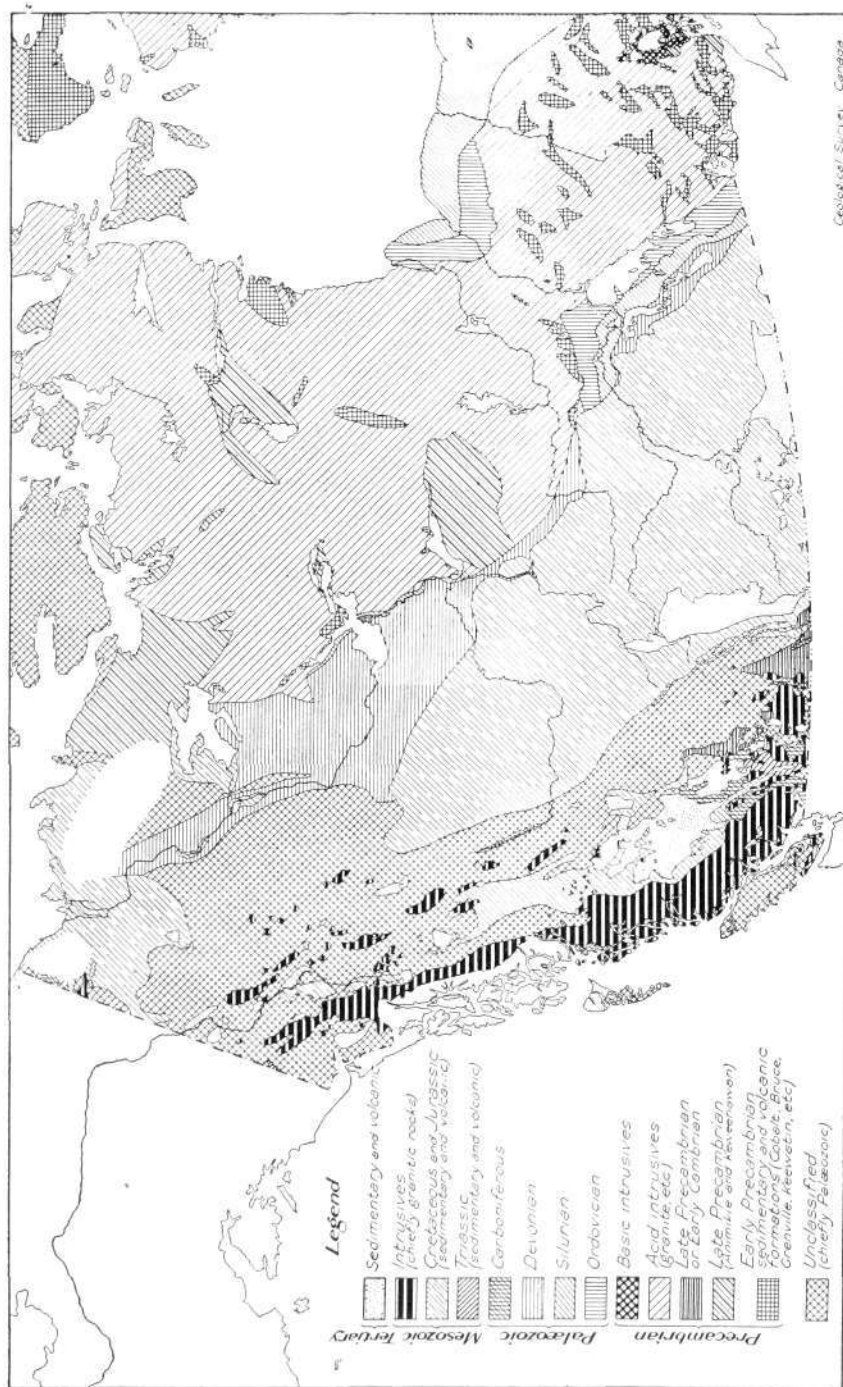 Geological Survey, Canada
Legend
Tertiary
Sedimentary and volcanic
Mesozoic
Intrusives
(chiefly granitic rocks)
Cretaceous and Jurassic
(sedimentary and volcanic)
Triassic
(sedimentary and volcanic)
Palæozoic
Carboniferous
Devonian
Silurian
Ordovician
Precambrian
Basic intrusives
Acid intrusives
(granite, etc)
Late Precambrian
or Early Cambrian
Late Precambrian
(Animikie and Keweenawan)
Early Precambrian
sedimentary and volcanic
formations (Cobalt, Bruce,
Grenville, Keewatin, etc)
Unclassified
(chiefly Palæozoic)